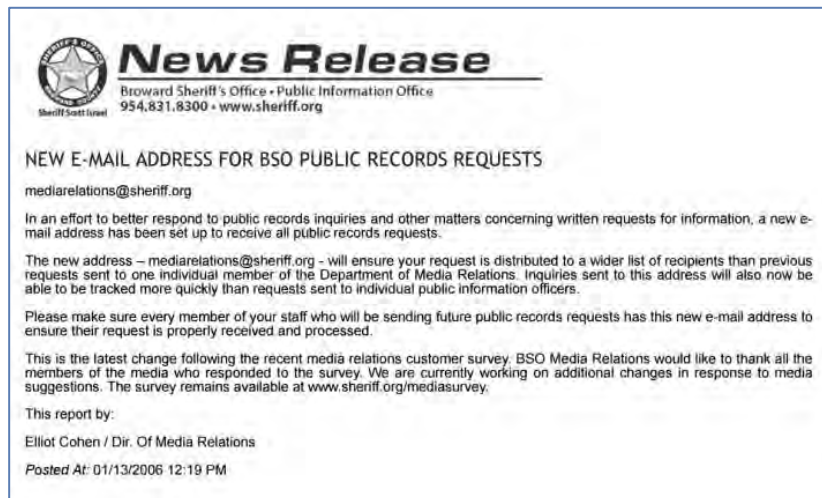 SHERIFF'S OFFICE
BROWARD COUNTY
Sheriff Scott Israel
News Release
Broward Sheriff's Office • Public Information Office
954.831.8300 • www.sheriff.org
NEW E-MAIL ADDRESS FOR BSO PUBLIC RECORDS REQUESTS
mediarelations@sheriff.org
In an effort to better respond to public records inquiries and other matters concerning written requests for information, a new e-
mail address has been set up to receive all public records requests.
The new address – mediarelations@sheriff.org - will ensure your request is distributed to a wider list of recipients than previous
requests sent to one individual member of the Department of Media Relations. Inquiries sent to this address will also now be
able to be tracked more quickly than requests sent to individual public information officers.
Please make sure every member of your staff who will be sending future public records requests has this new e-mail address to
ensure their request is properly received and processed.
This is the latest change following the recent media relations customer survey. BSO Media Relations would like to thank all the
members of the media who responded to the survey. We are currently working on additional changes in response to media
suggestions. The survey remains available at www.sheriff.org/mediasurvey.
This report by:
Elliot Cohen / Dir. Of Media Relations
Posted At: 01/13/2006 12:19 PM